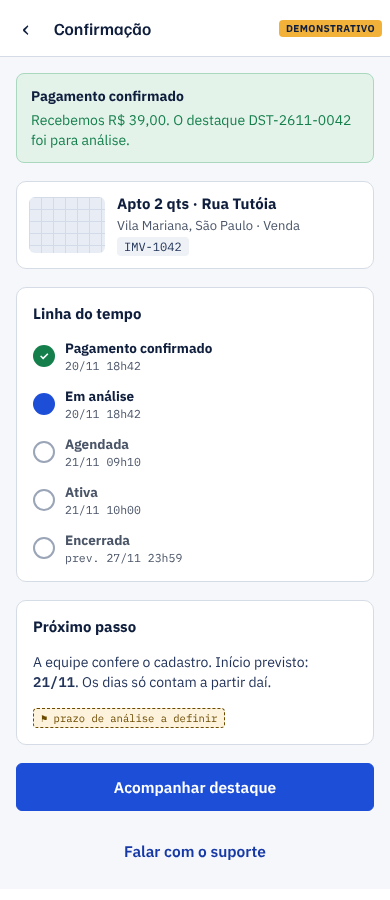 Confirmação
DEMONSTRATIVO
Pagamento confirmado
Recebemos R$ 39,00. O destaque DST-2611-0042
foi para análise.
Apto 2 qts · Rua Tutóia
Vila Mariana, São Paulo · Venda
IMV-1042
Linha do tempo
Pagamento confirmado
20/11 18h42
Em análise
20/11 18h42
Agendada
21/11 09h10
Ativa
21/11 10h00
Encerrada
prev. 27/11 23h59
Próximo passo
A equipe confere o cadastro. Início previsto:
21/11. Os dias só contam a partir daí.
⚑ prazo de análise a definir
Acompanhar destaque
Falar com o suporte